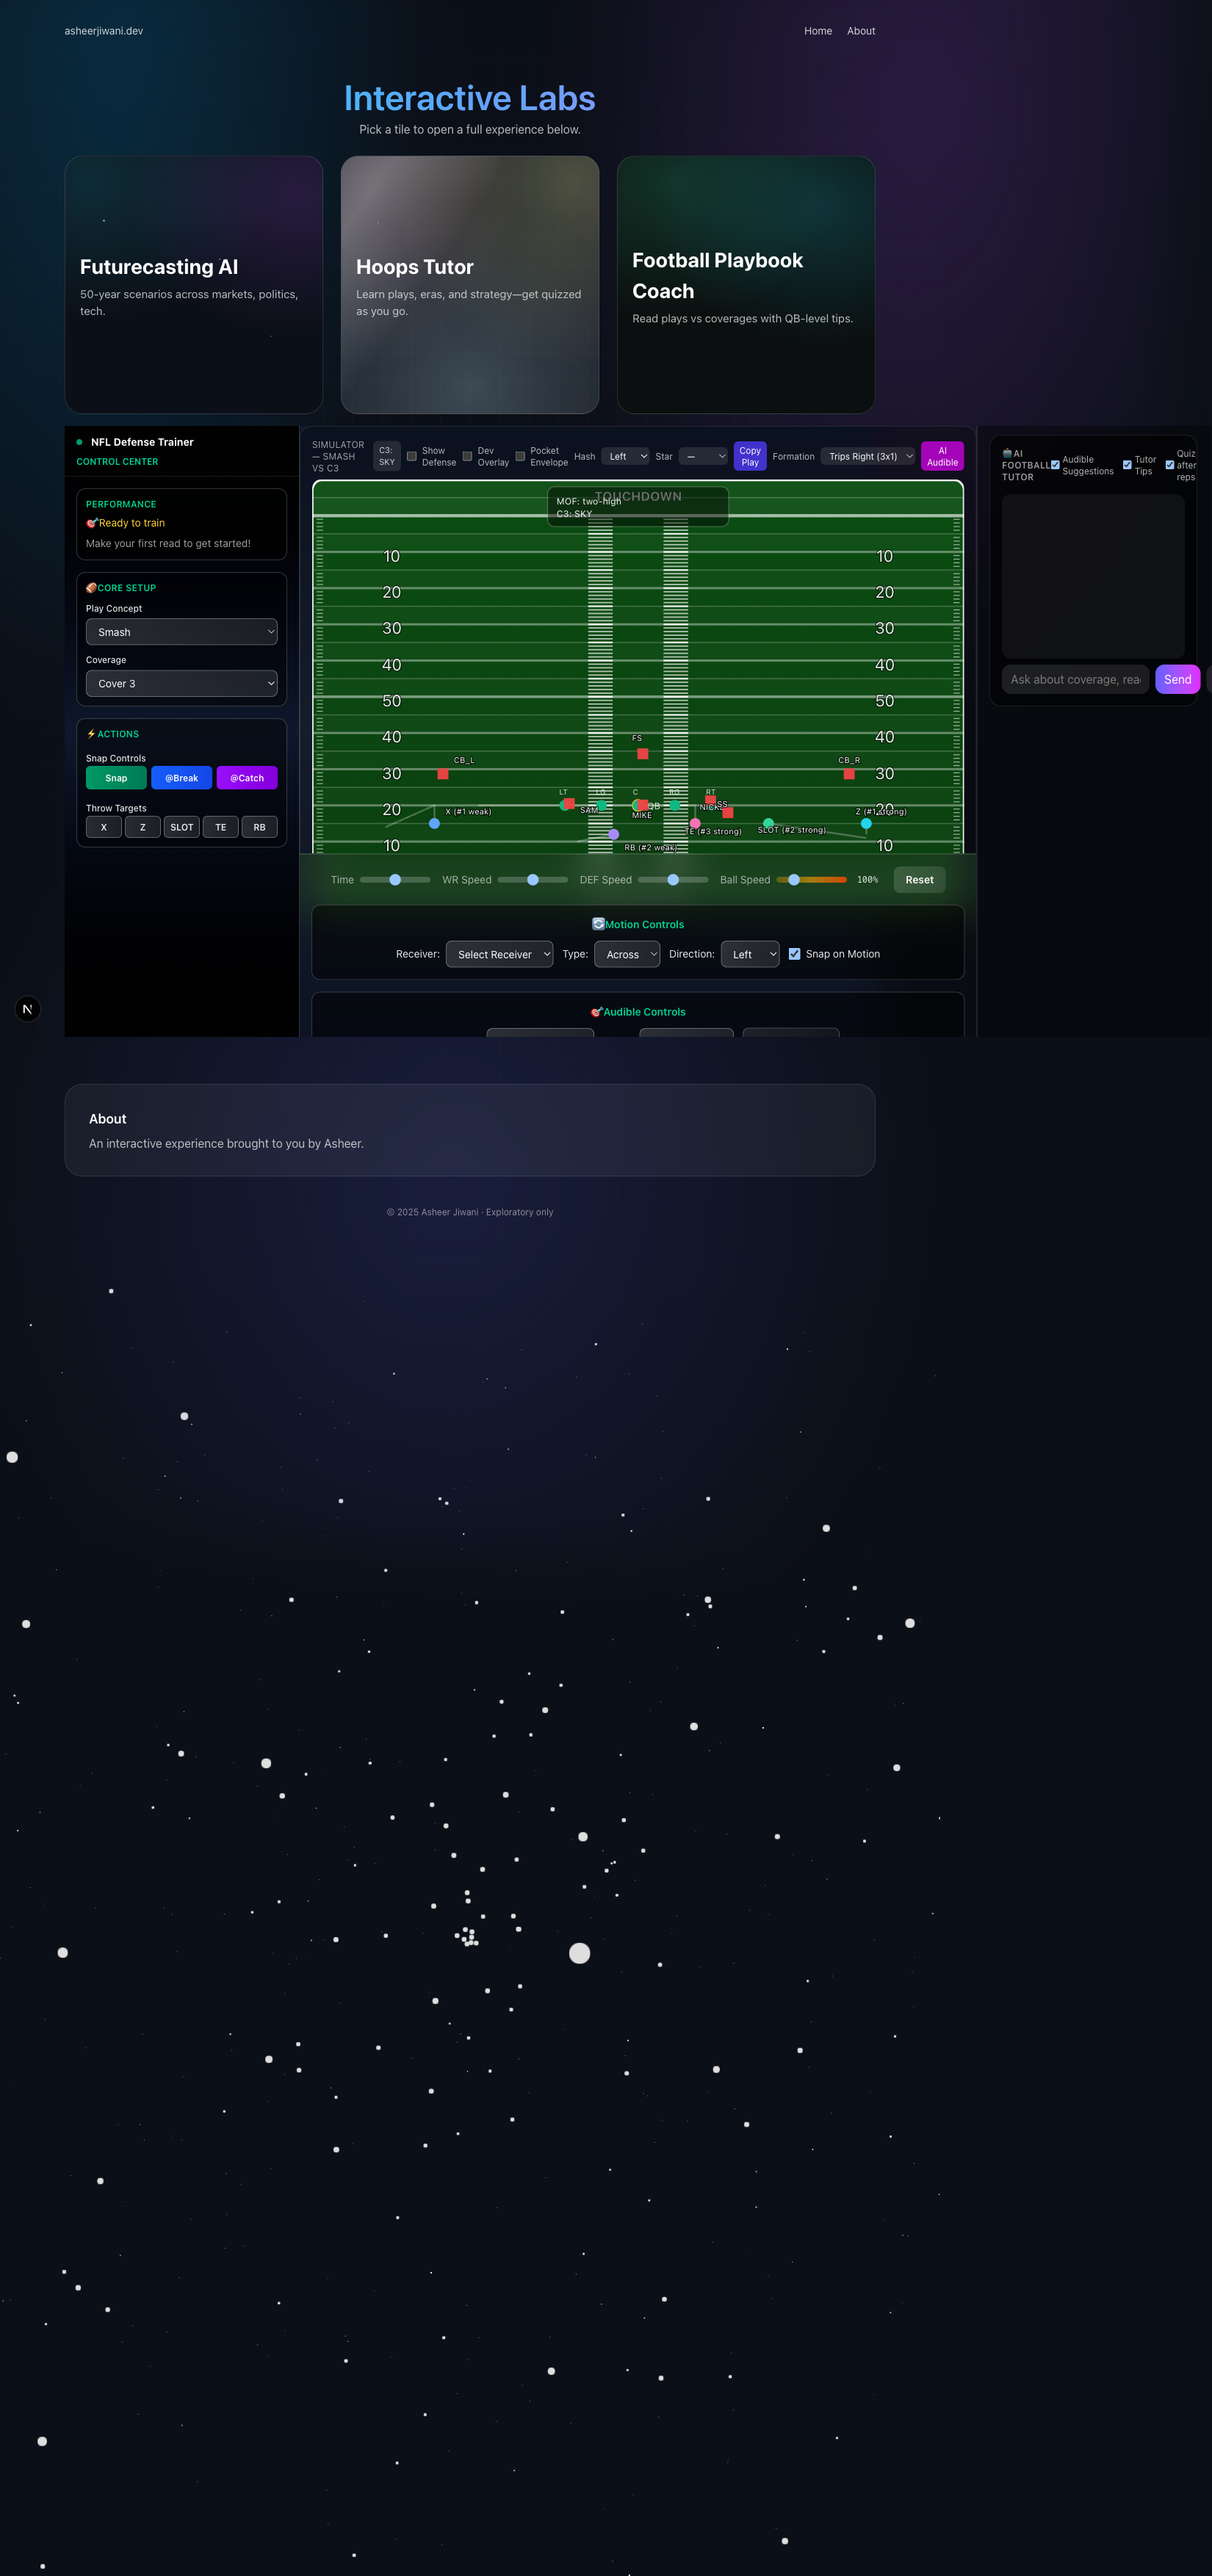 asheerjiwani.dev
Home About
Interactive Labs
Pick a tile to open a full experience below.
Futurecasting AI
50-year scenarios across markets, politics,
tech.
Hoops Tutor
Learn plays, eras, and strategy—get quizzed
as you go.
Football Playbook
Coach
Read plays vs coverages with QB-level tips.
NFL Defense Trainer
CONTROL CENTER
PERFORMANCE
Ready to train
Make your first read to get started!
CORE SETUP
Play Concept
Smash
Coverage
Cover 3
ACTIONS
Snap Controls
Snap @Break @Catch
Throw Targets
X Z SLOT TE RB
SIMULATOR
— SMASH
VS C3
C3:
SKY
Show
Defense
Dev
Overlay
Pocket
Envelope
Hash Left
Star —
Copy
Play
Formation Trips Right (3x1)
AI
Audible
TOUCHDOWN
MOF: two-high
C3: SKY
10 10
20 20
30 30
40 40
50 50
40 40
FS
CB_L CB_R
30 30
LT LG C RG RT
20 20
SAM QB NICKEL SS
MIKE
X (#1 weak) Z (#1 strong)
TE (#3 strong) SLOT (#2 strong)
RB (#2 weak)
10 10
Time WR Speed DEF Speed Ball Speed 100% Reset
Motion Controls
Receiver: Select Receiver Type: Across Direction: Left Snap on Motion
Audible Controls
AI
FOOTBALL
TUTOR
Audible
Suggestions
Tutor
Tips
Quiz
after
reps
Ask about coverage, rea
Send
N
About
An interactive experience brought to you by Asheer.
© 2025 Asheer Jiwani · Exploratory only